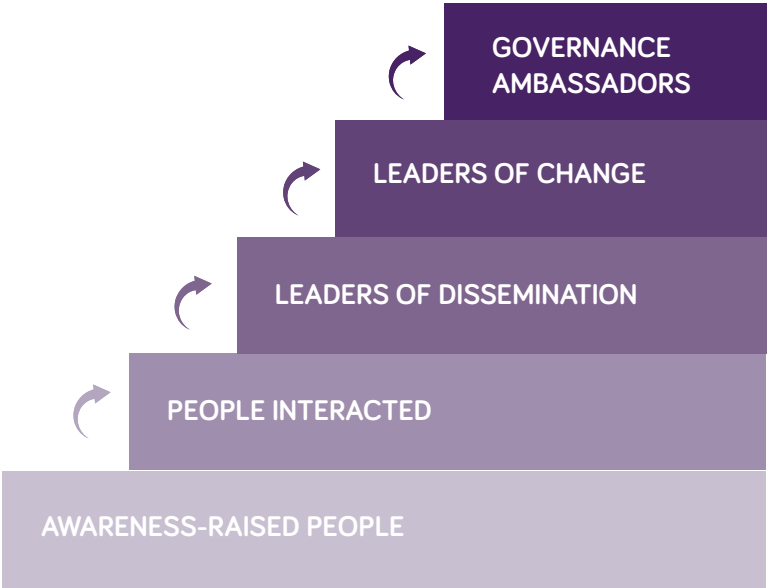 GOVERNANCE
AMBASSADORS
LEADERS OF CHANGE
LEADERS OF DISSEMINATION
PEOPLE INTERACTED
AWARENESS-RAISED PEOPLE